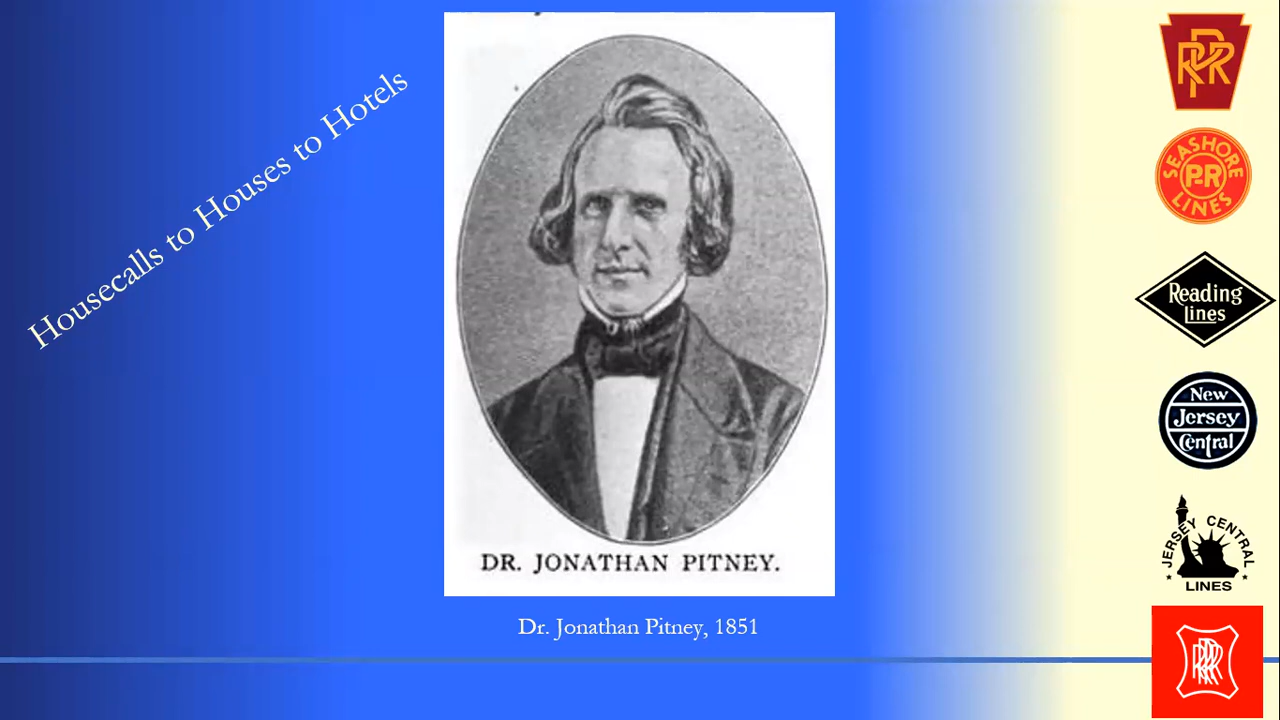 Housecalls to Houses to Hotels
DR. JONATHAN PITNEY.
Dr. Jonathan Pitney, 1851
PRR
SEASHORE
P-R
LINES
Reading
Lines
New
Jersey
Central
JERSEY CENTRAL
LINES